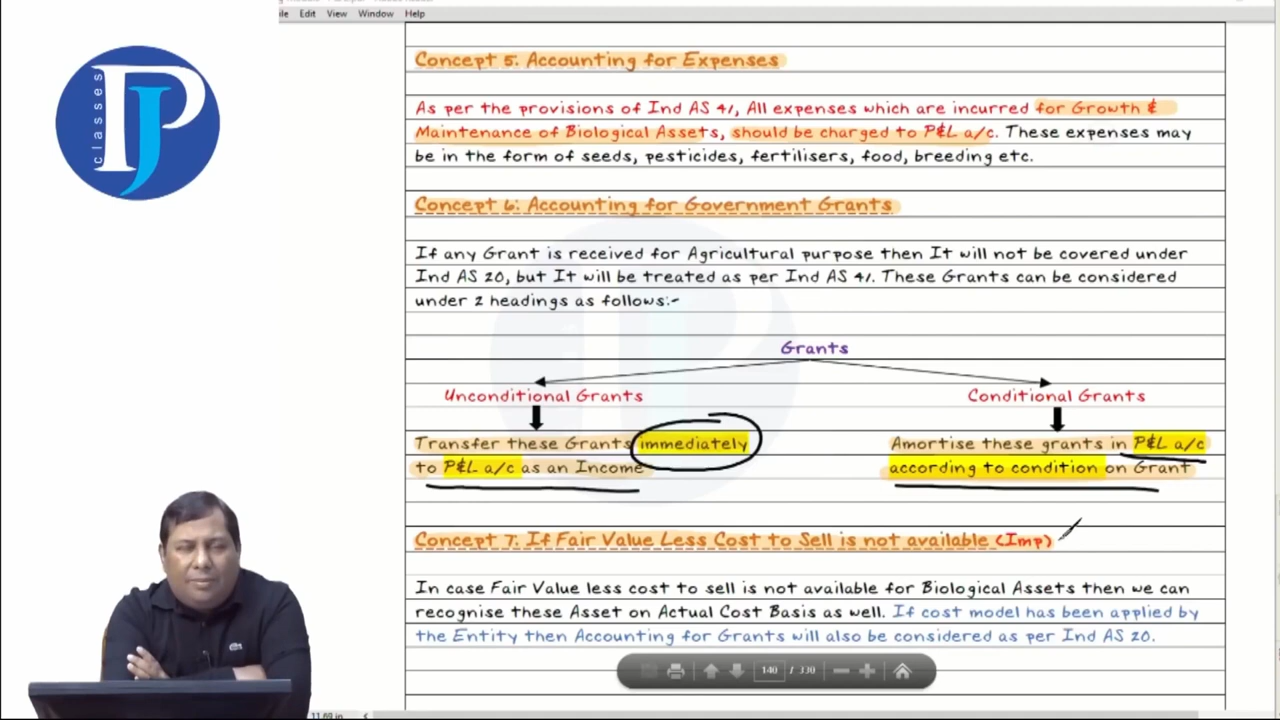 Edit View Window Help
classes
PJ
Concept 5. Accounting for Expenses
As per the provisions of Ind AS 41, All expenses which are incurred for Growth &
Maintenance of Biological Assets, should be charged to P&L a/c. These expenses may
be in the form of seeds, pesticides, fertilisers, food, breeding etc.
Concept 6: Accounting for Government Grants
If any Grant is received for Agricultural purpose then It will not be covered under
Ind AS 20, but It will be treated as per Ind AS 41. These Grants can be considered
under 2 headings as follows:-
Grants
Unconditional Grants
Conditional Grants
Transfer these Grants immediately
to P&L a/c as an Income
Amortise these grants in P&L a/c
according to condition on Grant
Concept 7. If Fair Value Less Cost to Sell is not available (Imp)
In case Fair Value less cost to sell is not available for Biological Assets then we can
recognise these Asset on Actual Cost Basis as well. If cost model has been applied by
the Entity then Accounting for Grants will also be considered as per Ind AS 20.
140 / 330